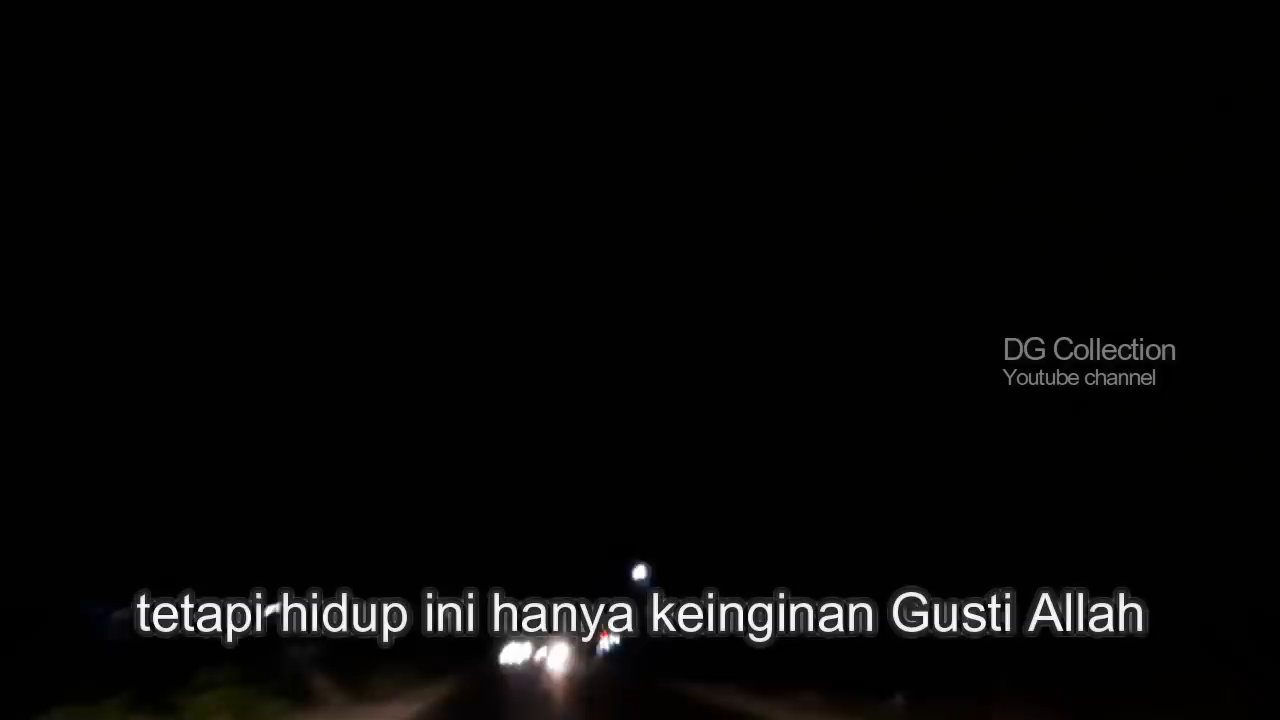 DG Collection
Youtube channel
tetapi hidup ini hanya keinginan Gusti Allah